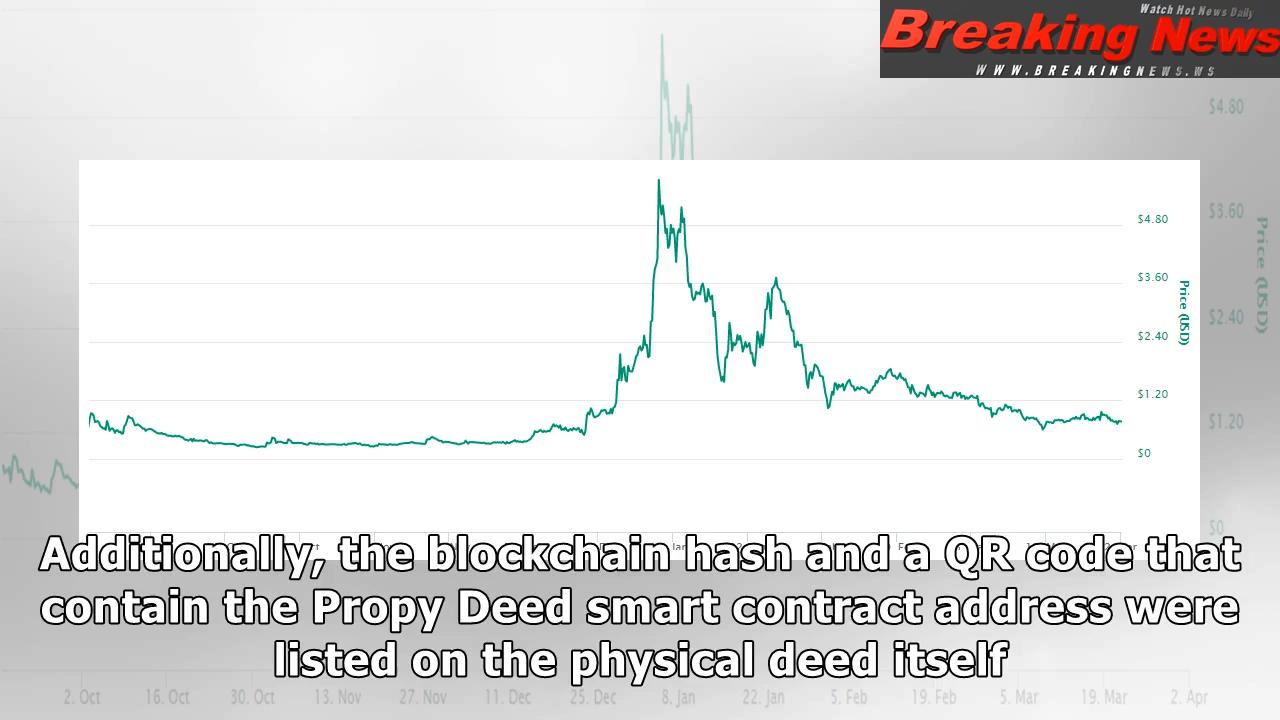 Watch Hot News Daily
Breaking News
WWW.BREAKINGNEWS.WS
$4.80
$3.60
$2.40
$1.20
$0
Price (USD)
$4.80
$3.60
$2.40
$1.20
$0
Price (USD)
Additionally, the blockchain hash and a QR code that
contain the Propy Deed smart contract address were
listed on the physical deed itself
2. Oct 16. Oct 30. Oct 13. Nov 27. Nov 11. Dec 25. Dec 8. Jan 22. Jan 5. Feb 19. Feb 5. Mar 19. Mar 2. Apr